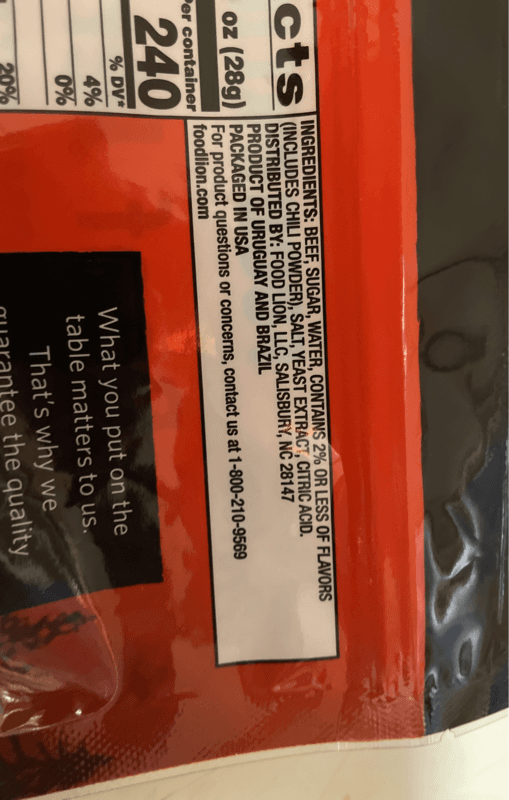 cts
oz (28g)
Per container
240
% DV*
4%
0%
20%
INGREDIENTS: BEEF, SUGAR, WATER, CONTAINS 2% OR LESS OF FLAVORS
(INCLUDES CHILI POWDER), SALT, YEAST EXTRACT, CITRIC ACID.
DISTRIBUTED BY: FOOD LION, LLC, SALISBURY, NC 28147
PRODUCT OF URUGUAY AND BRAZIL
PACKAGED IN USA
For product questions or concerns, contact us at 1-800-210-9569
foodlion.com
What you put on the
table matters to us.
That's why we
guarantee the quality